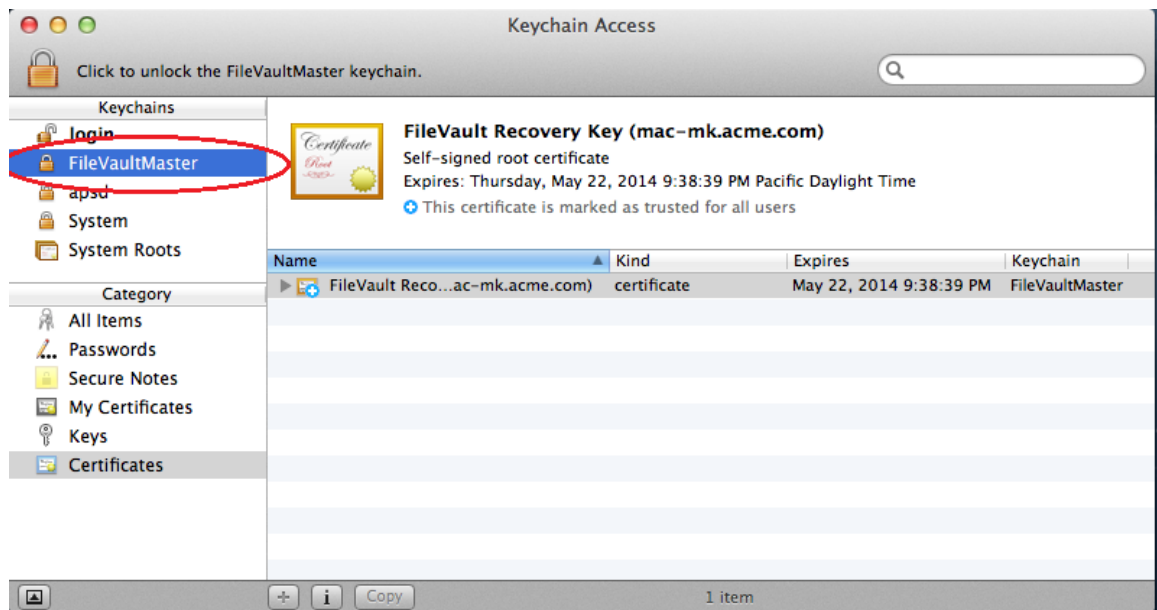 Keychain Access
Click to unlock the FileVaultMaster keychain.
Keychains
login
FileVaultMaster
apsd
System
System Roots
Category
All Items
Passwords
Secure Notes
My Certificates
Keys
Certificates
Certificate
Root
FileVault Recovery Key (mac-mk.acme.com)
Self-signed root certificate
Expires: Thursday, May 22, 2014 9:38:39 PM Pacific Daylight Time
This certificate is marked as trusted for all users
Name Kind Expires Keychain
FileVault Reco...ac-mk.acme.com) certificate May 22, 2014 9:38:39 PM FileVaultMaster
Copy 1 item